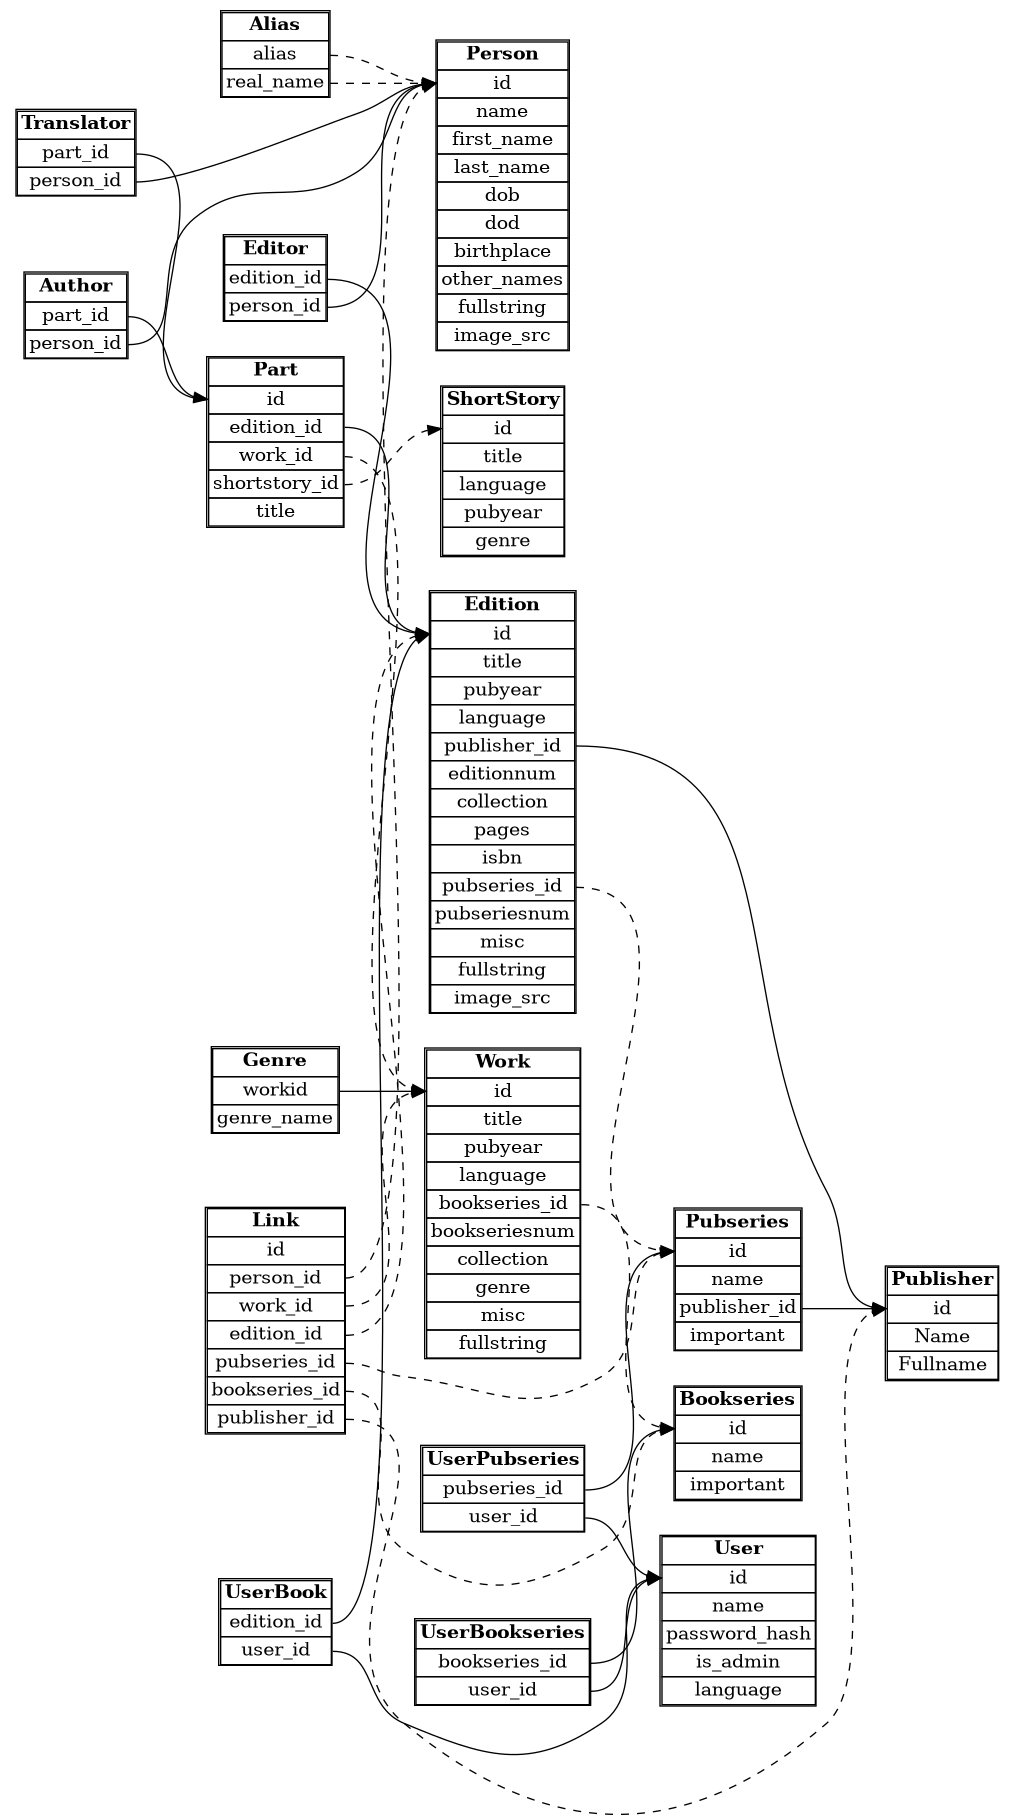 Alias
alias
real_name
Person
id
name
first_name
last_name
dob
dod
birthplace
other_names
fullstring
image_src
Translator
part_id
person_id
Editor
edition_id
person_id
Author
part_id
person_id
Part
id
edition_id
work_id
shortstory_id
title
ShortStory
id
title
language
pubyear
genre
Edition
id
title
pubyear
language
publisher_id
editionnum
collection
pages
isbn
pubseries_id
pubseriesnum
misc
fullstring
image_src
Genre
workid
genre_name
Work
id
title
pubyear
language
bookseries_id
bookseriesnum
collection
genre
misc
fullstring
Link
id
person_id
work_id
edition_id
pubseries_id
bookseries_id
publisher_id
Pubseries
id
name
publisher_id
important
Publisher
id
Name
Fullname
Bookseries
id
name
important
UserPubseries
pubseries_id
user_id
User
id
name
password_hash
is_admin
language
UserBook
edition_id
user_id
UserBookseries
bookseries_id
user_id